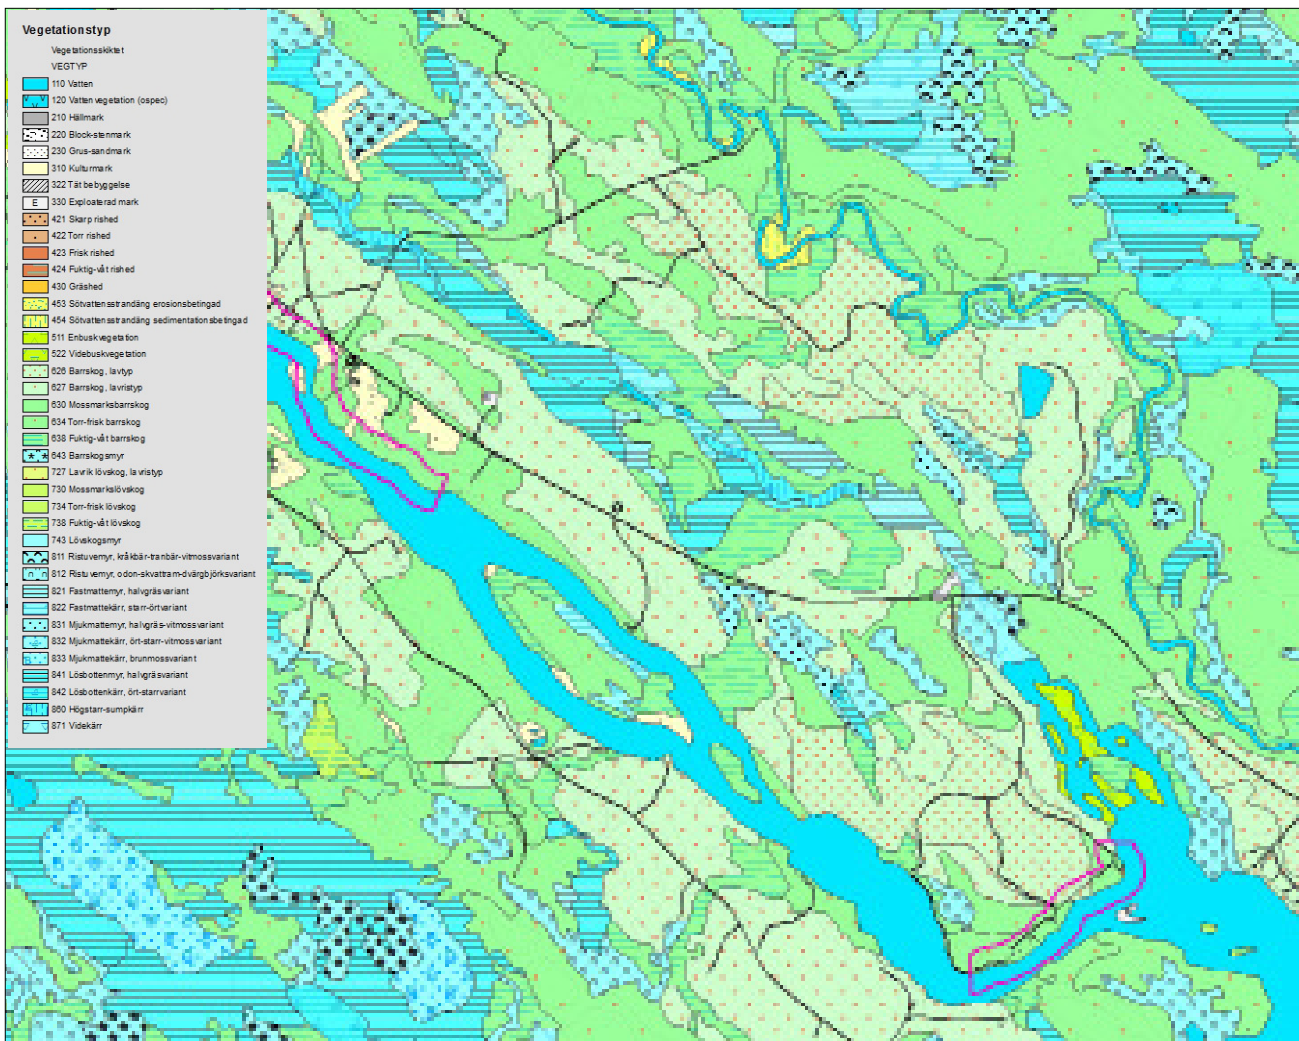 Vegetationstyp
Vegetationsskiktet
VEGTYP
110 Vatten
120 Vatten vegetation (ospec)
210 Hällmark
220 Block-stenmark
230 Grus-sandmark
310 Kulturmark
322 Tät bebyggelse
E 330 Exploaterad mark
421 Skarp rished
422 Torr rished
423 Frisk rished
424 Fuktig-våt rished
430 Gräshed
453 Sötvattensstrandäng erosionsbetingad
454 Sötvattensstrandäng sedimentationsbetingad
511 Enbuskvegetation
522 Videbuskvegetation
626 Barrskog, lavtyp
627 Barrskog, lavristyp
630 Mossmarksbarrskog
634 Torr-frisk barrskog
638 Fuktig-våt barrskog
643 Barrskogsmyr
727 Lavrik lövskog, lavristyp
730 Mossmarkslövskog
734 Torr-frisk lövskog
738 Fuktig-våt lövskog
743 Lövskogsmyr
811 Ristuvemyr, kråkbär-tranbär-vitmossvariant
812 Ristuvemyr, odon-skvattram-dvärgbjörksvariant
821 Fastmattemyr, halvgräsvariant
822 Fastmattekärr, starr-örtvariant
831 Mjukmattemyr, halvgräs-vitmossvariant
832 Mjukmattekärr, ört-starr-vitmossvariant
833 Mjukmattekärr, brunmossvariant
841 Lösbottenmyr, halvgräsvariant
842 Lösbottenkärr, ört-starrvariant
860 Högstarr-sumpkärr
871 Videkärr